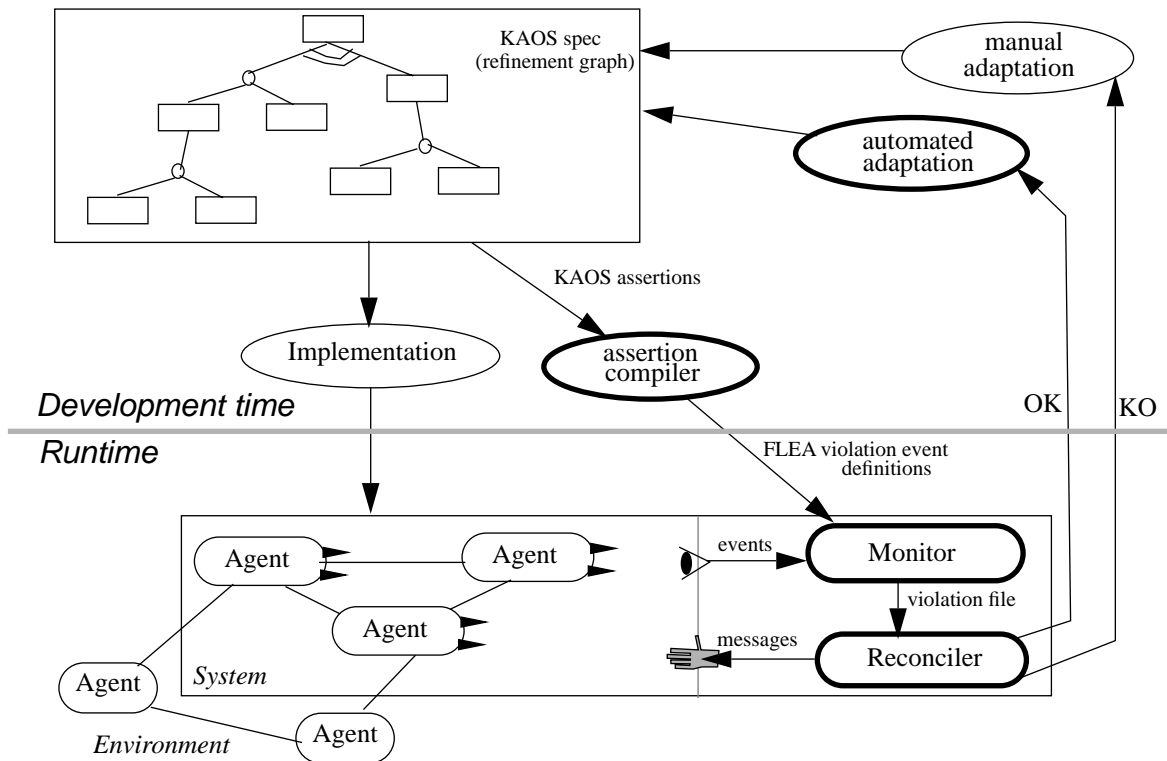 KAOS spec
(refinement graph)
manual
adaptation
automated
adaptation
KAOS assertions
Implementation
assertion
compiler
Development time
OK
KO
Runtime
FLEA violation event
definitions
Agent
Agent
events
Monitor
violation file
Agent
messages
Reconciler
System
Agent
Agent
Environment